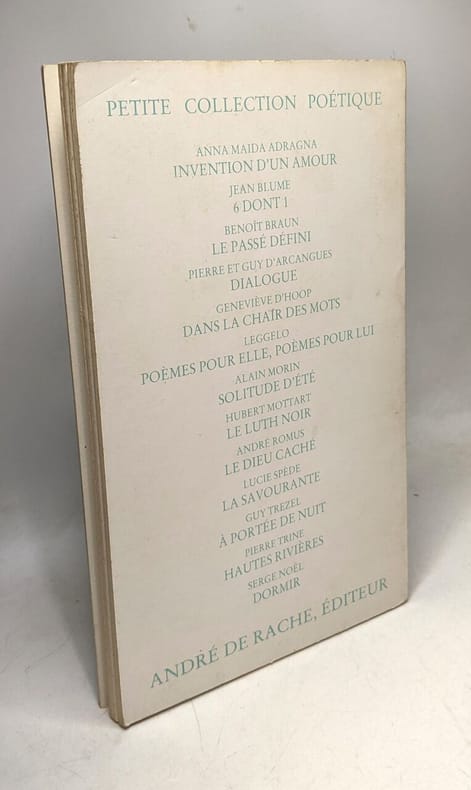 PETITE COLLECTION POÉTIQUE
ANNA MAIDA ADRAGNA
INVENTION D'UN AMOUR
JEAN BLUME
6 DONT 1
BENOÎT BRAUN
LE PASSÉ DÉFINI
PIERRE ET GUY D'ARCANGUES
DIALOGUE
GENEVIÈVE D'HOOP
DANS LA CHAIR DES MOTS
LEGGELO
POÈMES POUR ELLE, POÈMES POUR LUI
ALAIN MORIN
SOLITUDE D'ÉTÉ
HUBERT MOTTART
LE LUTH NOIR
ANDRÉ ROMUS
LE DIEU CACHÉ
LUCIE SPÈDE
LA SAVOURANTE
GUY TREZEL
À PORTÉE DE NUIT
PIERRE TRINE
HAUTES RIVIÈRES
SERGE NOËL
DORMIR
ANDRÉ DE RACHE, ÉDITEUR